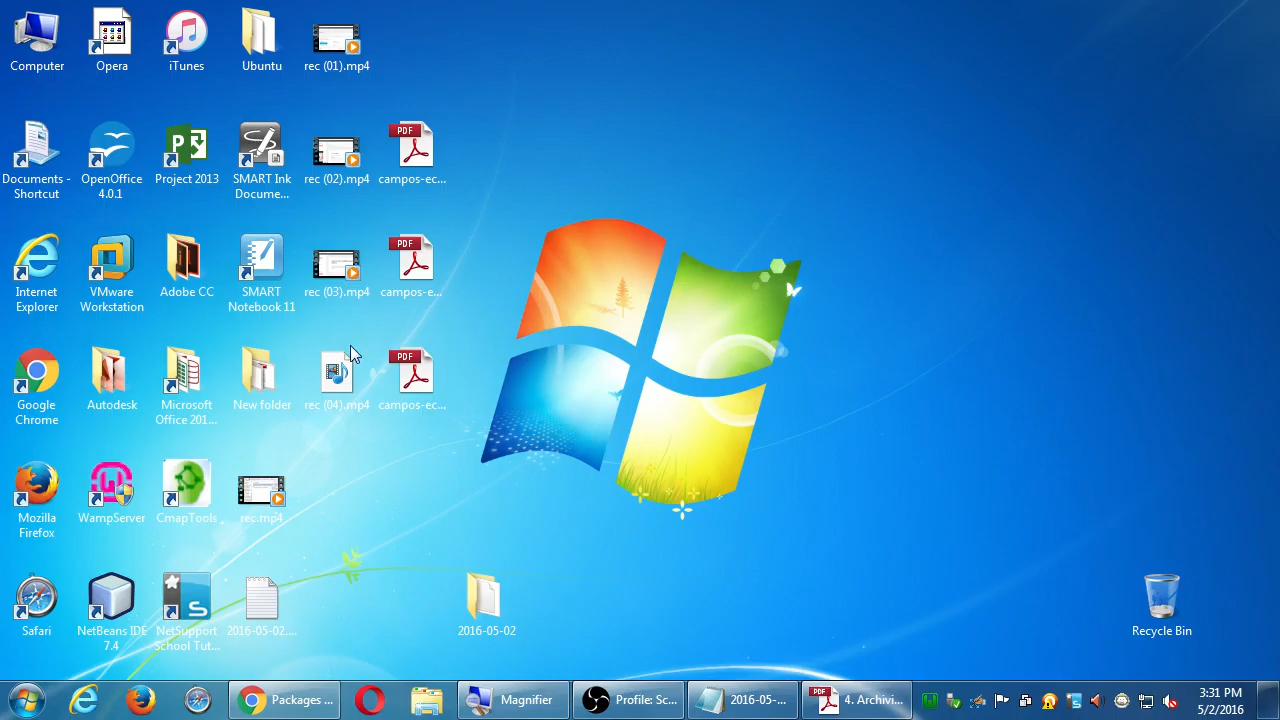 Computer
Opera
iTunes
Ubuntu
rec (01).mp4
Documents -
Shortcut
OpenOffice
4.0.1
Project 2013
SMART Ink
Docume...
rec (02).mp4
campos-ec...
Internet
Explorer
VMware
Workstation
Adobe CC
SMART
Notebook 11
rec (03).mp4
campos-e...
Google
Chrome
Autodesk
Microsoft
Office 201...
New folder
rec (04).mp4
campos-ec...
Mozilla
Firefox
WampServer
CmapTools
rec.mp4
Safari
NetBeans IDE
7.4
NetSupport
School Tut...
2016-05-02....
2016-05-02
Recycle Bin
PDF
PDF
PDF
Packages ...
Magnifier
Profile: Sc...
2016-05-...
PDF
4. Archivi...
3:31 PM
5/2/2016